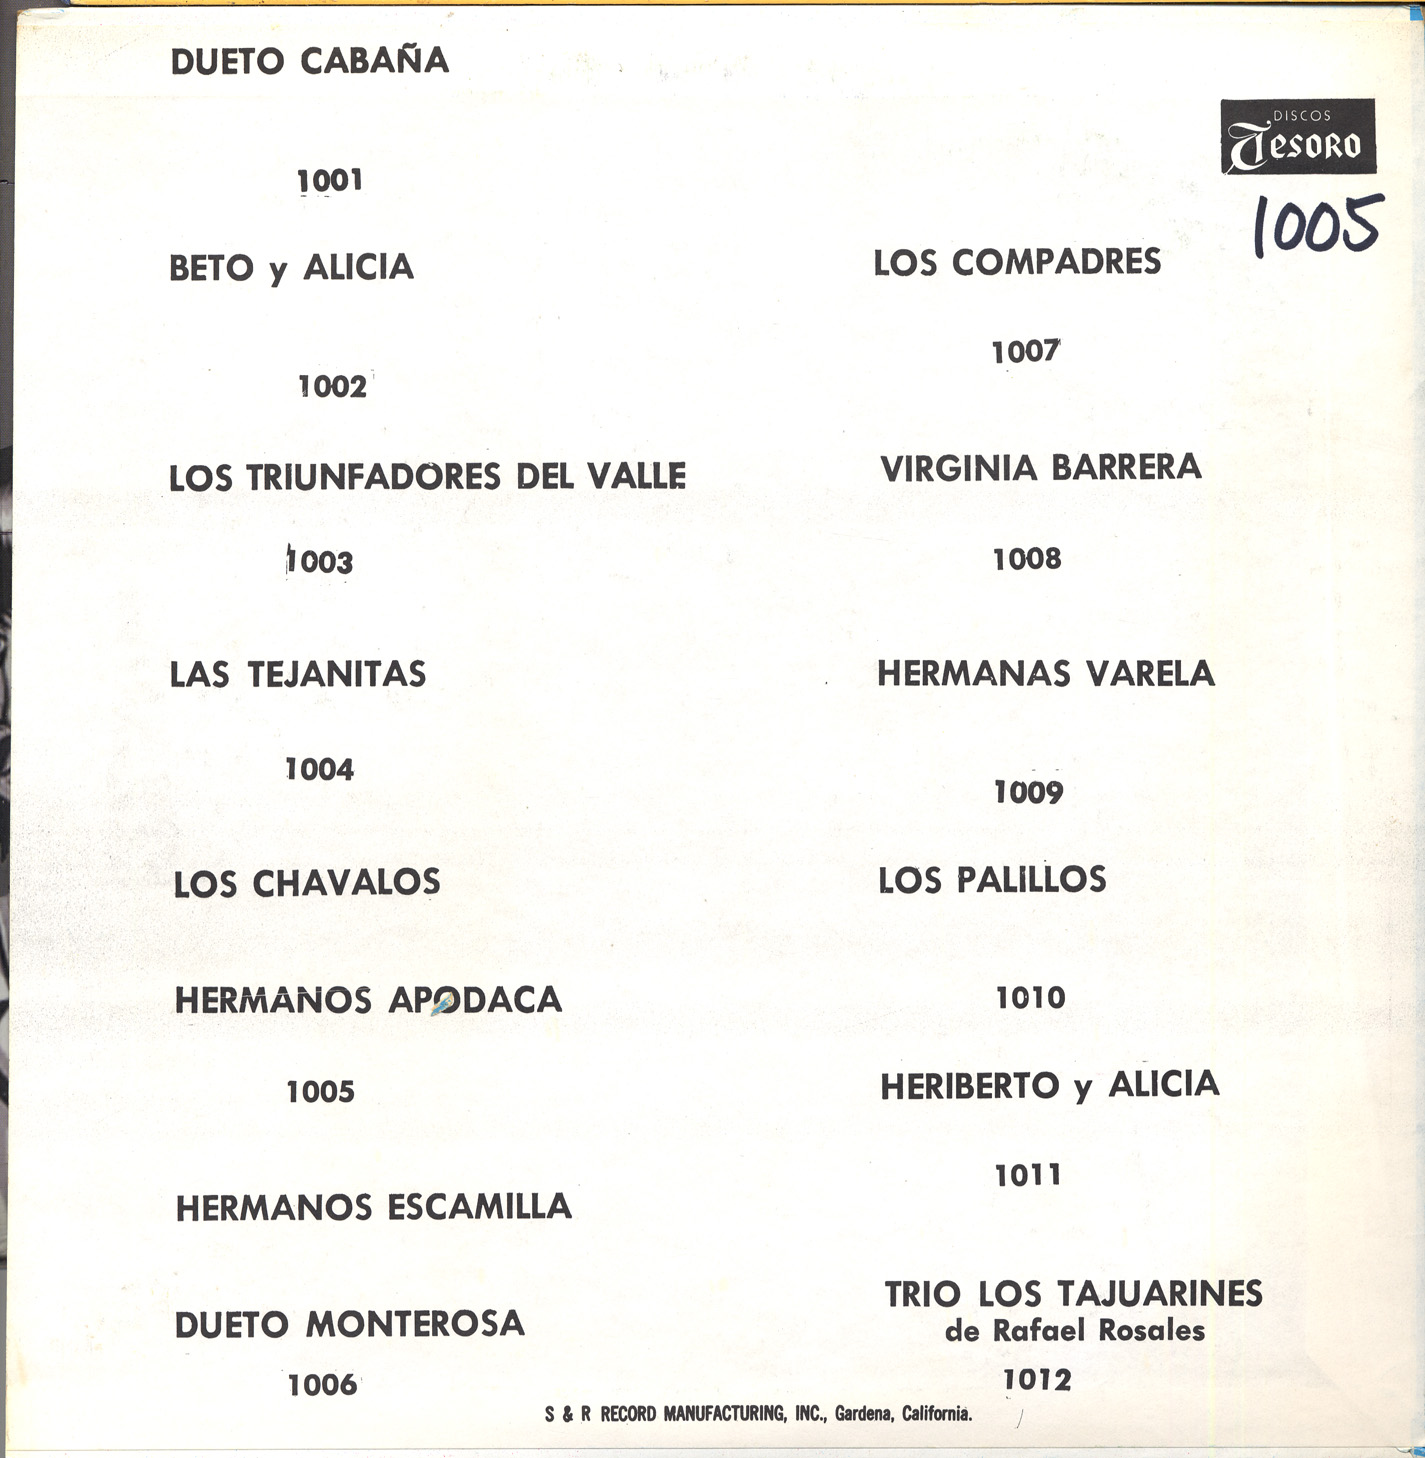 DUETO CABAÑA
1001
BETO y ALICIA
1002
LOS TRIUNFADORES DEL VALLE
1003
LAS TEJANITAS
1004
LOS CHAVALOS
HERMANOS APODACA
1005
HERMANOS ESCAMILLA
DUETO MONTEROSA
1006
DISCOS
Tesoro
1005
LOS COMPADRES
1007
VIRGINIA BARRERA
1008
HERMANAS VARELA
1009
LOS PALILLOS
1010
HERIBERTO y ALICIA
1011
TRIO LOS TAJUARINES
de Rafael Rosales
1012
S & R RECORD MANUFACTURING, INC., Gardena, California.